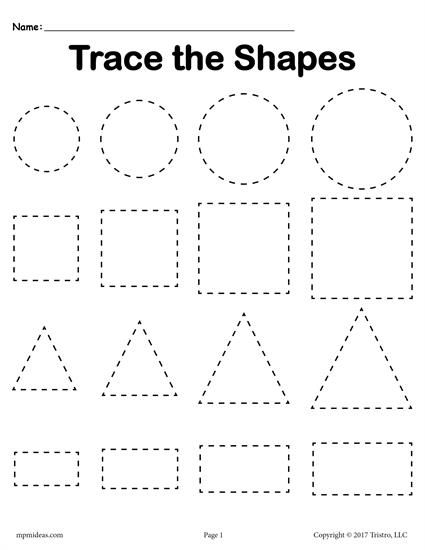 Name:
Trace the Shapes
mpmideas.com Page 1 Copyright © 2017 Tristro, LLC